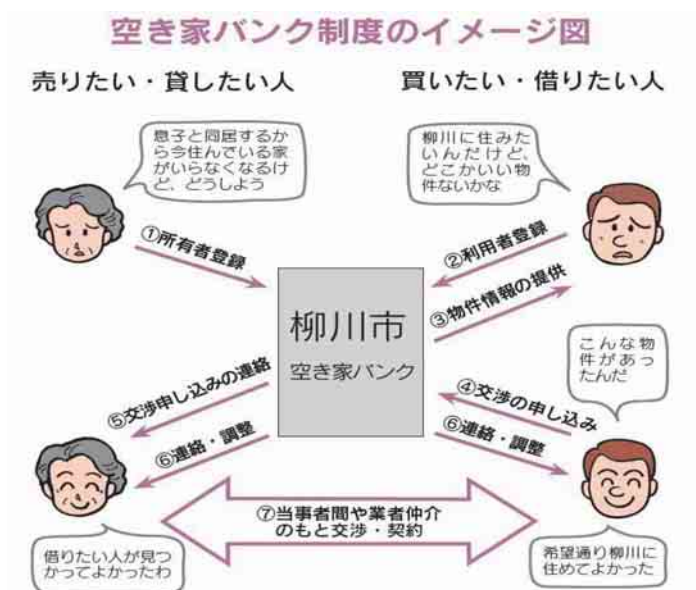 空き家バンク制度のイメージ図
売りたい・貸したい人
買いたい・借りたい人
息子と同居するか
ら今住んでいる家
がいらなくなるけ
ど、どうしよう
柳川に住みた
いんだけど、
どこかいい物
件ないかな
①所有者登録
②利用者登録
③物件情報の提供
柳川市
空き家バンク
こんな物
件があっ
たんだ
④交渉の申し込み
⑤交渉申し込みの連絡
⑥連絡・調整
⑥連絡・調整
⑦当事者間や業者仲介
のもと交渉・契約
借りたい人が見つ
かってよかったわ
希望通り柳川に
住めてよかった